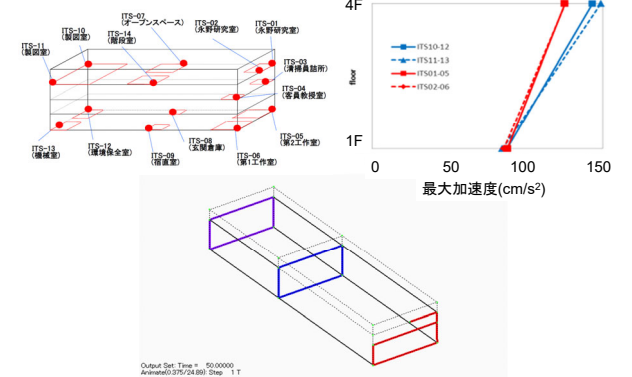 ITS-10
(製図室)
ITS-07
(オープンスペース)
ITS-02
(永野研究室)
ITS-01
(永野研究室)
ITS-11
(製図室)
ITS-14
(階段室)
ITS-03
(清掃員詰所)
ITS-04
(客員教授室)
ITS-05
(第2工作室)
ITS-13
(機械室)
ITS-12
(環境保全室)
ITS-09
(宿直室)
ITS-08
(玄関倉庫)
ITS-06
(第1工作室)
4F
ITS10-12
ITS11-13
ITS01-05
ITS02-06
floor
1F
0 50 100 150
最大加速度(cm/s²)
Output Set: Time = 50.00000
Animate(0.375/24.89): Step 1 T